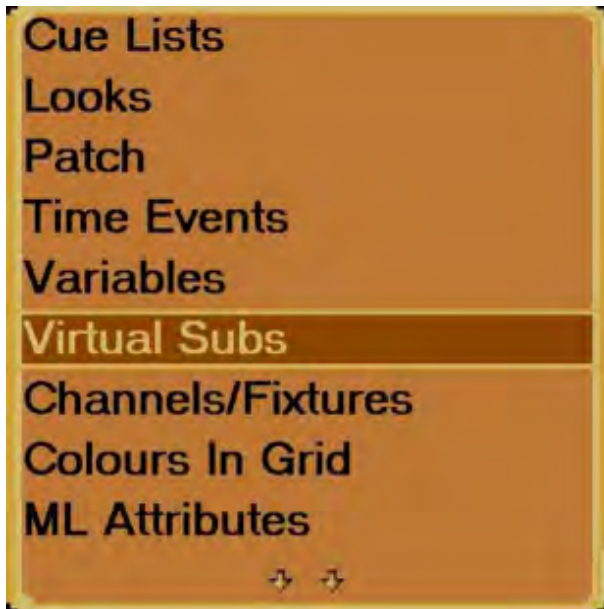 Cue Lists
Looks
Patch
Time Events
Variables
Virtual Subs
Channels/Fixtures
Colours In Grid
ML Attributes